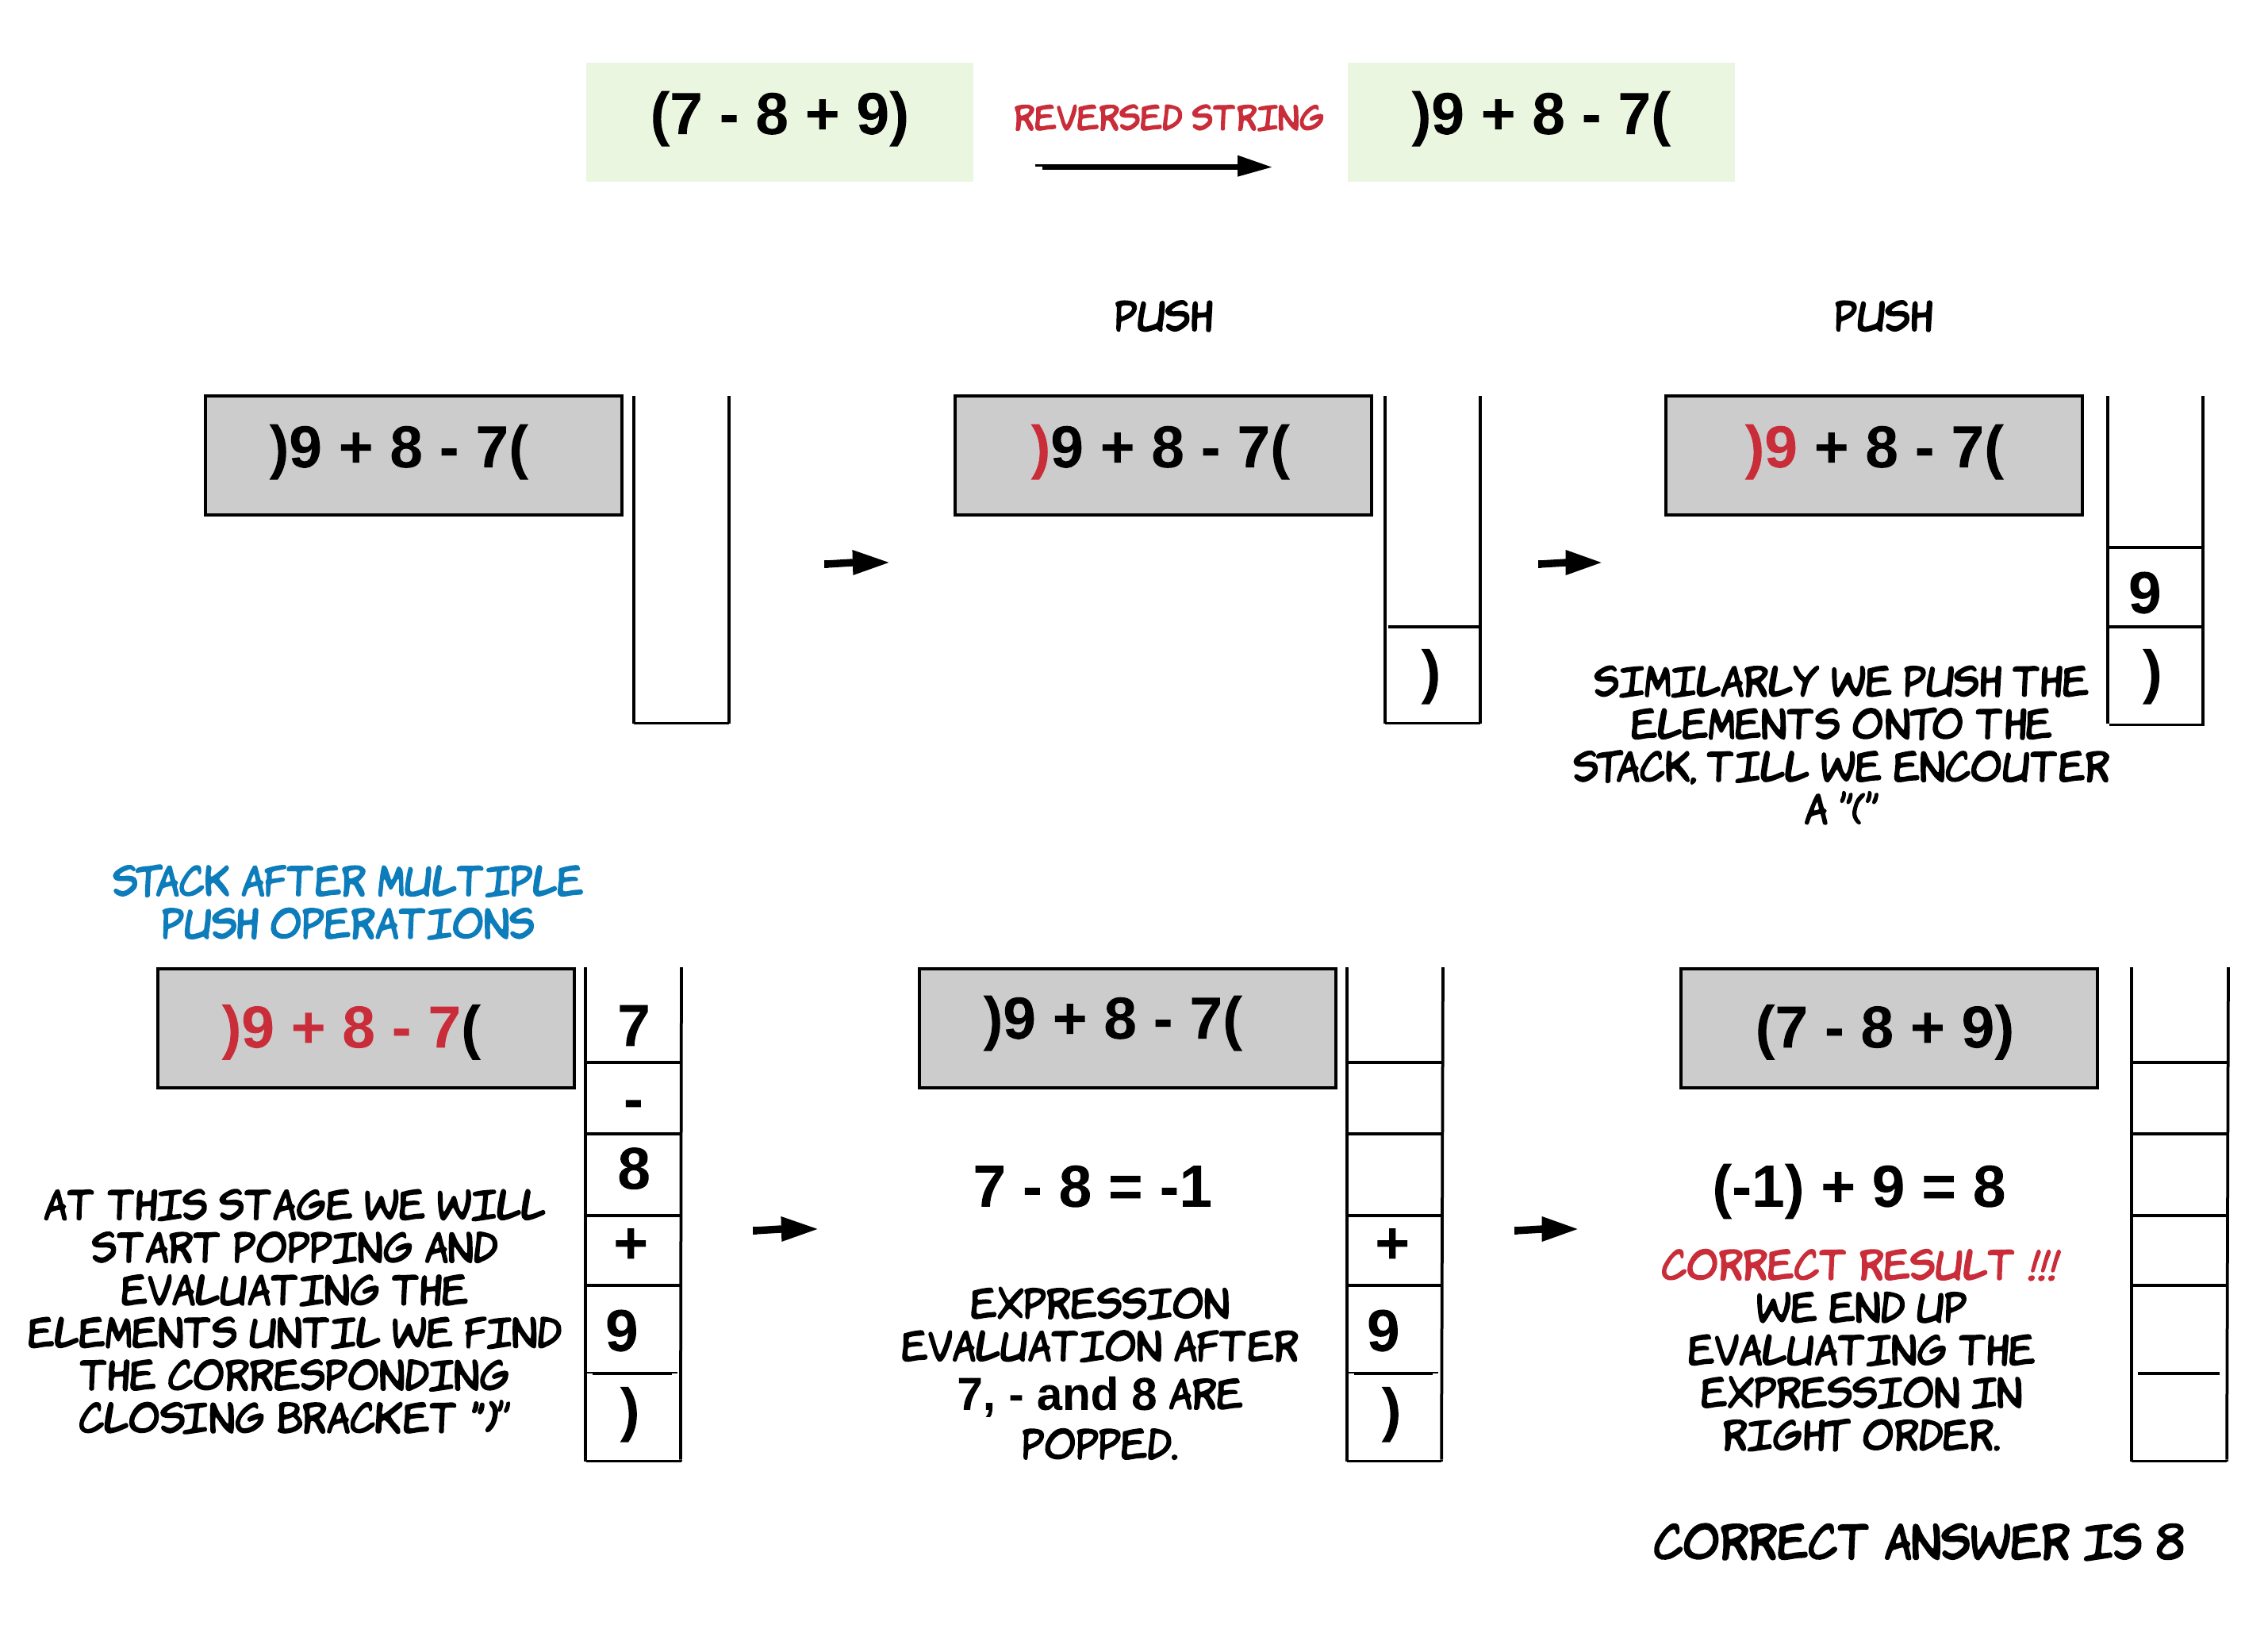 (7 - 8 + 9)
REVERSED STRING
)9 + 8 - 7(
PUSH
PUSH
)9 + 8 - 7(
)9 + 8 - 7(
)
)9 + 8 - 7(
9
)
SIMILARLY WE PUSH THE
ELEMENTS ONTO THE
STACK, TILL WE ENCOUTER
A "("
STACK AFTER MULTIPLE
PUSH OPERATIONS
)9 + 8 - 7(
7
-
8
+
9
)
AT THIS STAGE WE WILL
START POPPING AND
EVALUATING THE
ELEMENTS UNTIL WE FIND
THE CORRESPONDING
CLOSING BRACKET ")"
)9 + 8 - 7(
7 - 8 = -1
+
9
)
EXPRESSION
EVALUATION AFTER
7, - and 8 ARE
POPPED.
(7 - 8 + 9)
(-1) + 9 = 8
CORRECT RESULT !!!
WE END UP
EVALUATING THE
EXPRESSION IN
RIGHT ORDER.
CORRECT ANSWER IS 8